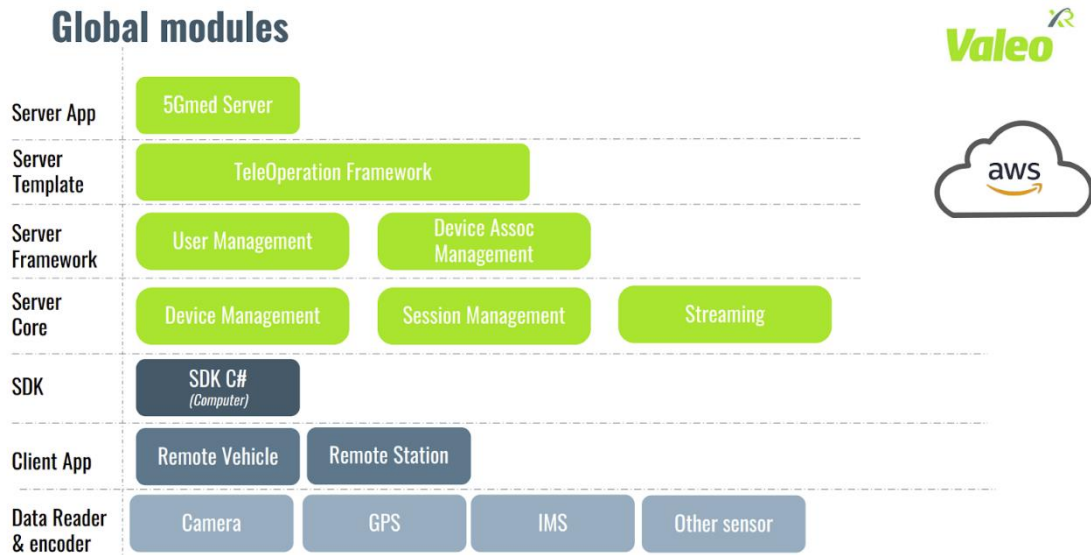 Global modules
Valeo
Server App
5Gmed Server
Server
Template
TeleOperation Framework
aws
Server
Framework
User Management
Device Assoc
Management
Server
Core
Device Management
Session Management
Streaming
SDK
SDK C#
(Computer)
Client App
Remote Vehicle
Remote Station
Data Reader
& encoder
Camera
GPS
IMS
Other sensor